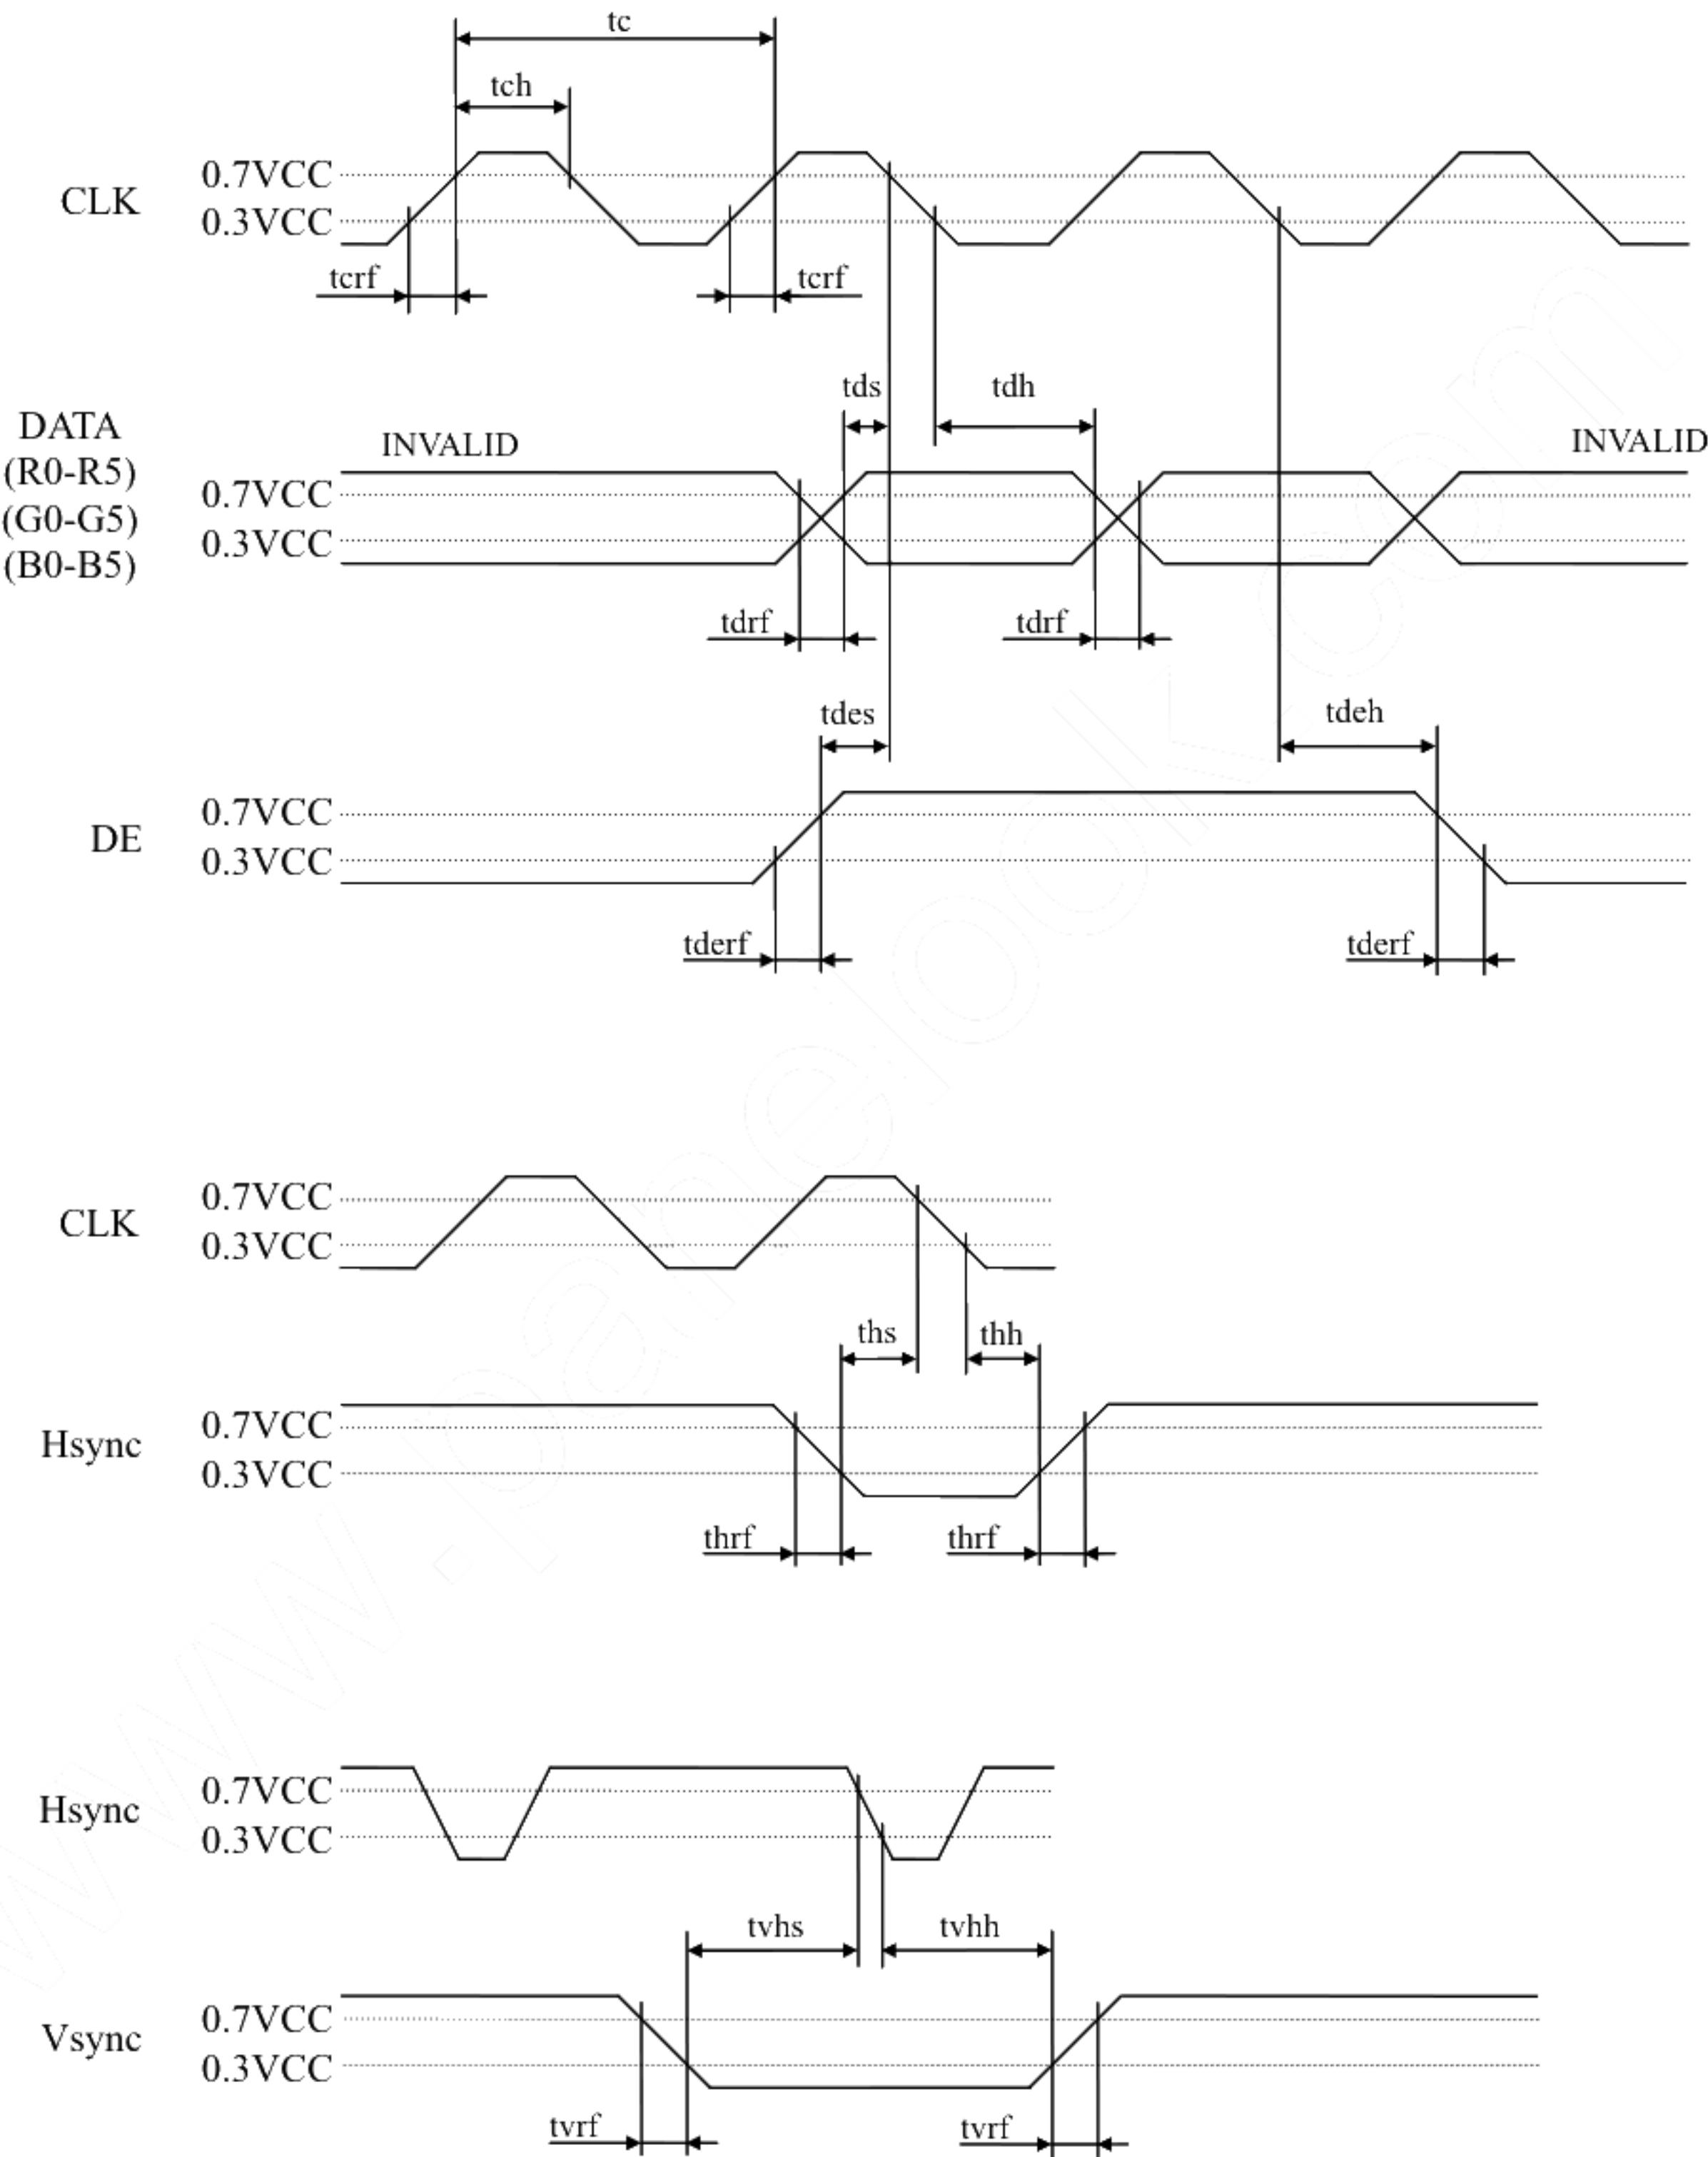 tc
tch
0.7VCC
CLK
0.3VCC
tcrf
tcrf
tds
tdh
DATA
(R0-R5)
(G0-G5)
(B0-B5)
INVALID
INVALID
0.7VCC
0.3VCC
tdrf
tdrf
tdes
tdeh
0.7VCC
DE
0.3VCC
tderf
tderf
0.7VCC
CLK
0.3VCC
ths
thh
0.7VCC
Hsync
0.3VCC
thrf
thrf
0.7VCC
Hsync
0.3VCC
tvhs
tvhh
0.7VCC
Vsync
0.3VCC
tvrf
tvrf
www.panelook.com